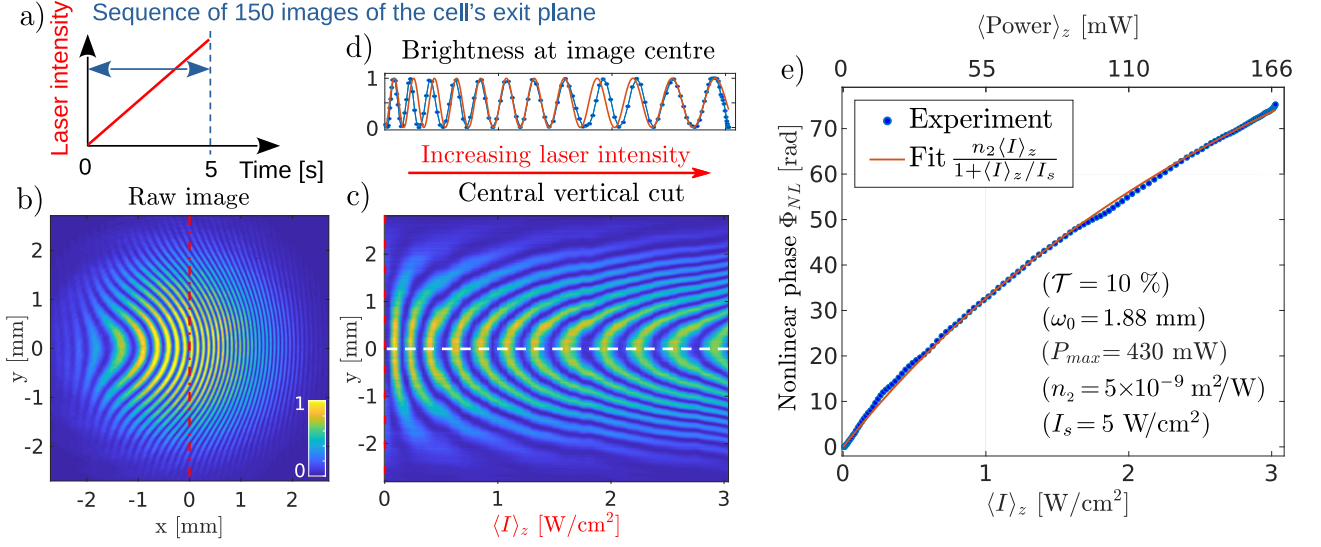 a)
Sequence of 150 images of the cell's exit plane
Laser intensity
0
5
Time [s]
b)
Raw image
2
1
0
-1
-2
y [mm]
1
0
-2
-1
0
1
2
x [mm]
d)
Brightness at image centre
1
0
Increasing laser intensity
c)
Central vertical cut
2
1
0
-1
-2
y [mm]
0
1
2
3
⟨I⟩z [W/cm²]
e)
⟨Power⟩z [mW]
0
55
110
166
Experiment
Fit n₂⟨I⟩z / 1+⟨I⟩z/Iₛ
Nonlinear phase Φ_NL [rad]
70
60
50
40
30
20
10
0
(𝒯 = 10 %)
(ω₀ = 1.88 mm)
(Pmax = 430 mW)
(n₂ = 5×10⁻⁹ m²/W)
(Iₛ = 5 W/cm²)
0
1
2
3
⟨I⟩z [W/cm²]